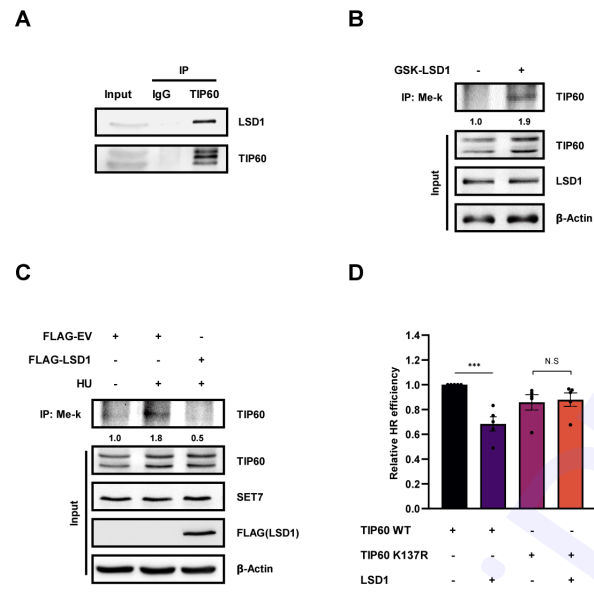 A
IP
Input IgG TIP60
LSD1
TIP60
B
GSK-LSD1 - +
IP: Me-k TIP60
1.0 1.9
Input
TIP60
LSD1
β-Actin
C
FLAG-EV + + -
FLAG-LSD1 - - +
HU - + +
IP: Me-k TIP60
1.0 1.8 0.5
Input
TIP60
SET7
FLAG(LSD1)
β-Actin
D
Relative HR efficiency
1.4
1.2
1.0
0.8
0.6
0.4
0.2
0.0
***
N.S
TIP60 WT + + - -
TIP60 K137R - - + +
LSD1 - + - +